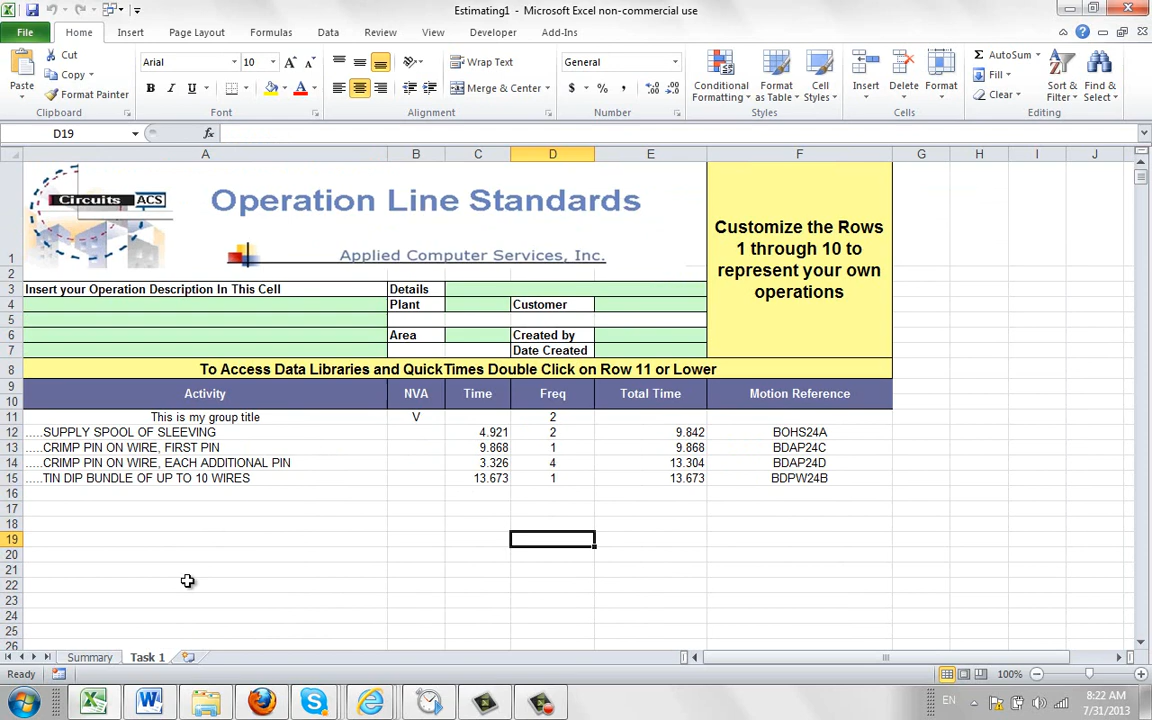 Estimating1 - Microsoft Excel non-commercial use
File Home Insert Page Layout Formulas Data Review View Developer Add-Ins
Paste
Cut
Copy
Format Painter
Clipboard
Arial 10
Font
Wrap Text
Merge & Center
Alignment
General
Number
Conditional Formatting
Format as Table
Cell Styles
Styles
Insert
Delete
Format
Cells
AutoSum
Fill
Clear
Sort & Filter
Find & Select
Editing
D19 fx
A B C D E F G H I J
Circuits ACS
Operation Line Standards
Applied Computer Services, Inc.
Customize the Rows
1 through 10 to
represent your own
operations
1
2
3 Insert your Operation Description In This Cell Details
4 Plant Customer
5
6 Area Created by
7 Date Created
8 To Access Data Libraries and QuickTimes Double Click on Row 11 or Lower
9 Activity NVA Time Freq Total Time Motion Reference
10
11 This is my group title V 2
12 .....SUPPLY SPOOL OF SLEEVING 4.921 2 9.842 BOHS24A
13 .....CRIMP PIN ON WIRE, FIRST PIN 9.868 1 9.868 BDAP24C
14 .....CRIMP PIN ON WIRE, EACH ADDITIONAL PIN 3.326 4 13.304 BDAP24D
15 .....TIN DIP BUNDLE OF UP TO 10 WIRES 13.673 1 13.673 BDPW24B
16
17
18
19
20
21
22
23
24
25
26
Summary Task 1
Ready 100%
EN 8:22 AM
7/31/2013